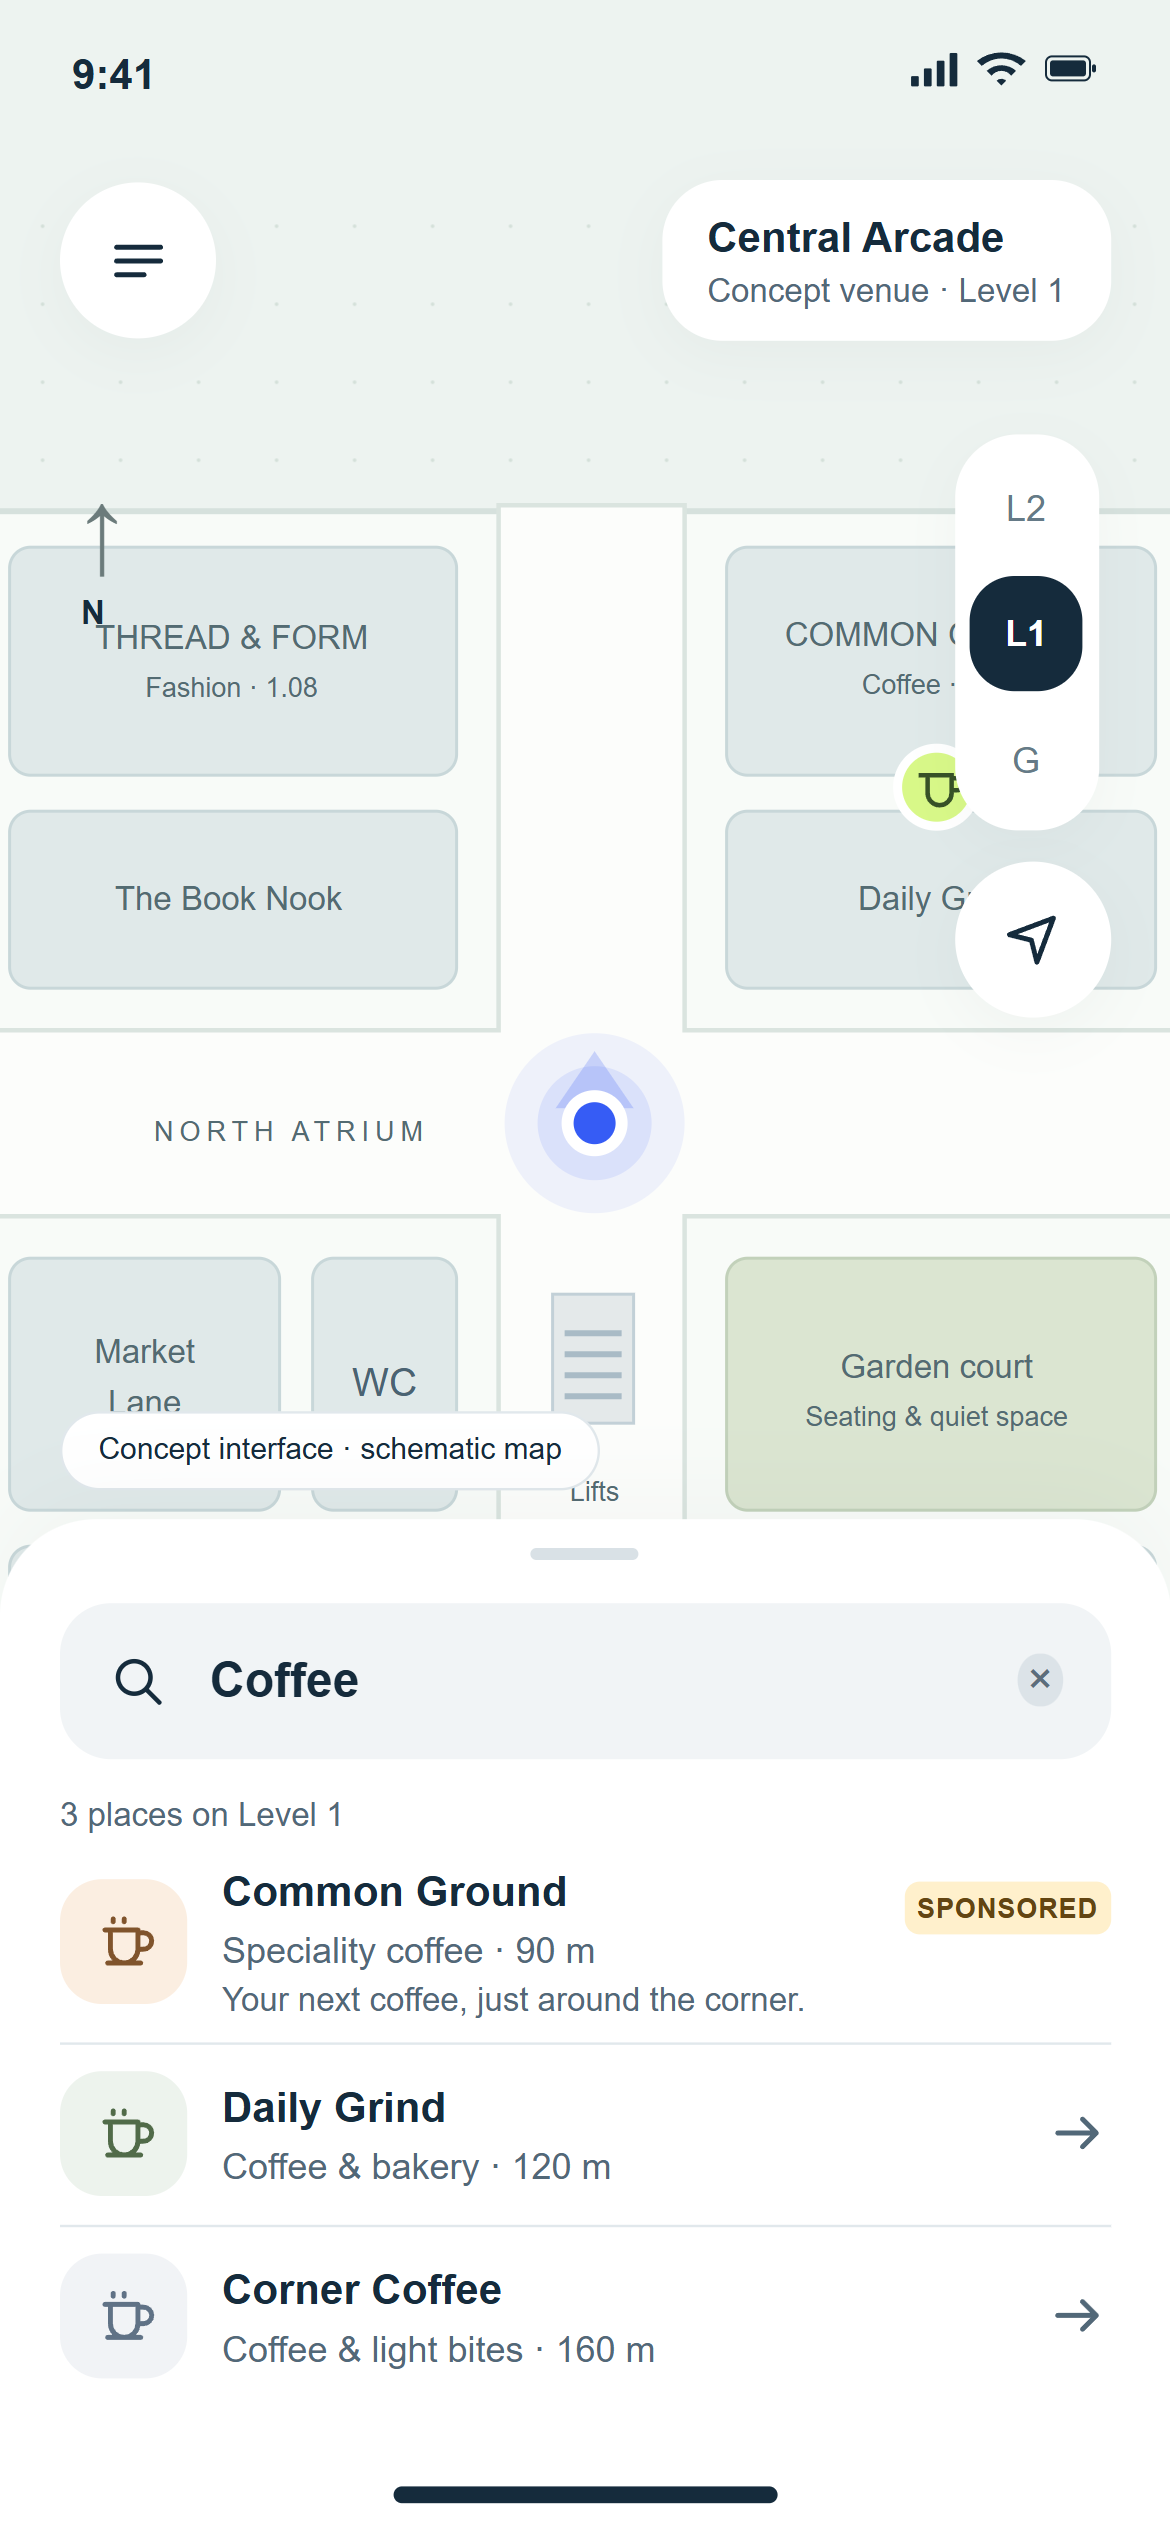 9:41
Central Arcade
Concept venue · Level 1
L2
L1
G
N
THREAD & FORM
Fashion · 1.08
COMMON
Coffee ·
The Book Nook
Daily
NORTH ATRIUM
Market
Lane
WC
Garden court
Seating & quiet space
Concept interface · schematic map
Lifts
Coffee
3 places on Level 1
Common Ground
SPONSORED
Speciality coffee · 90 m
Your next coffee, just around the corner.
Daily Grind
Coffee & bakery · 120 m
Corner Coffee
Coffee & light bites · 160 m